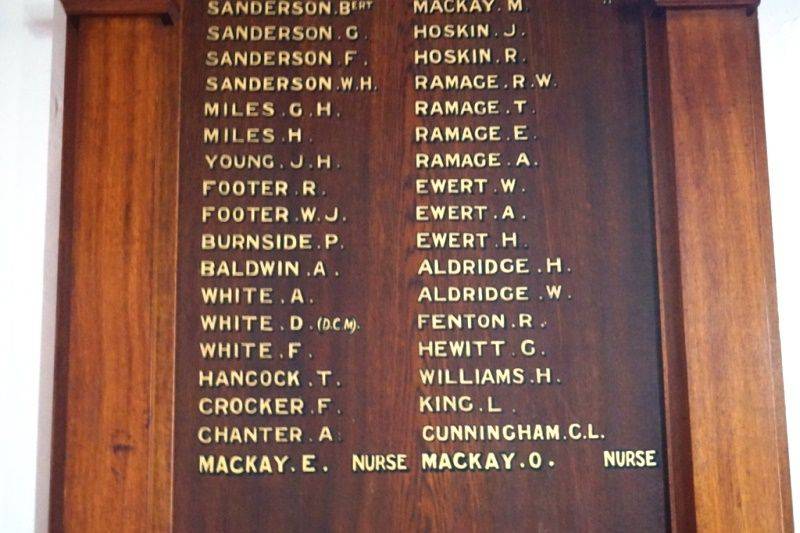 SANDERSON.BERT
SANDERSON.G.
SANDERSON.F.
SANDERSON.W.H.
MILES.G.H.
MILES.H.
YOUNG.J.H.
FOOTER.R.
FOOTER.W.J.
BURNSIDE.P.
BALDWIN.A.
WHITE.A.
WHITE.D.(D.C.M).
WHITE.F.
HANCOCK.T.
CROCKER.F.
CHANTER.A.
MACKAY.E. NURSE
MACKAY.M.
HOSKIN.J.
HOSKIN.R.
RAMAGE.R.W.
RAMAGE.T.
RAMAGE.E.
RAMAGE.A.
EWERT.W.
EWERT.A.
EWERT.H.
ALDRIDGE.H.
ALDRIDGE.W.
FENTON.R.
HEWITT.G.
WILLIAMS.H.
KING.L.
CUNNINGHAM.C.L.
MACKAY.O. NURSE